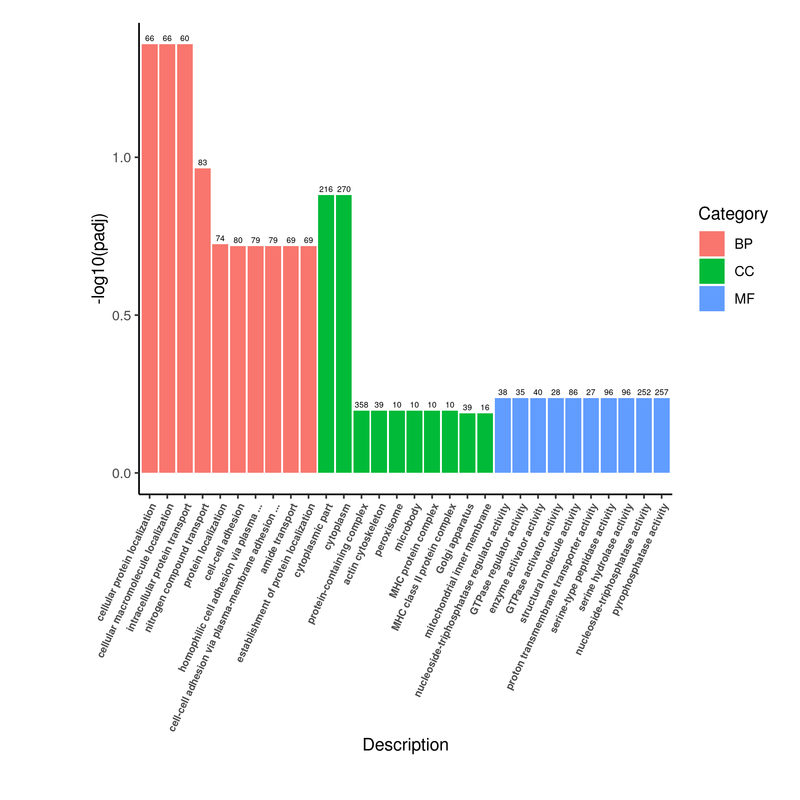 66 66 60
83
74 80 79 79 69 69
216 270
358 39 10 10 10 10 39 16
38 35 40 28 86 27 96 96 252 257
1.0
0.5
0.0
-log10(padj)
Category
BP
CC
MF
cellular protein localization
cellular macromolecule localization
intracellular protein transport
nitrogen compound transport
protein localization
cell-cell adhesion
homophilic cell adhesion via plasma ...
cell-cell adhesion via plasma-membrane adhesion ...
amide transport
establishment of protein localization
cytoplasmic part
cytoplasm
protein-containing complex
actin cytoskeleton
peroxisome
microbody
MHC protein complex
MHC class II protein complex
Golgi apparatus
mitochondrial inner membrane
nucleoside-triphosphatase regulator activity
GTPase regulator activity
enzyme activator activity
GTPase activator activity
structural molecule activity
proton transmembrane transporter activity
serine-type peptidase activity
serine hydrolase activity
nucleoside-triphosphatase activity
pyrophosphatase activity
Description